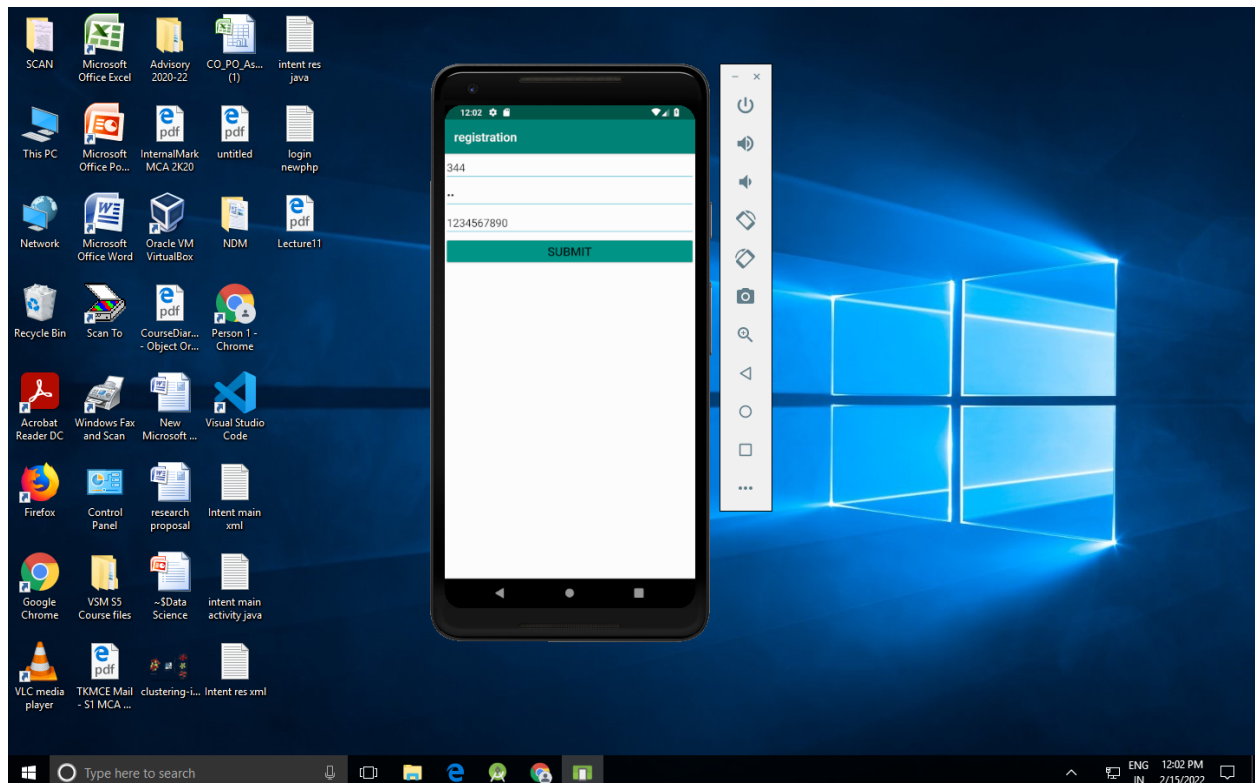 SCAN
Microsoft
Office Excel
Advisory
2020-22
CO_PO_As...
(1)
intent res
java
This PC
Microsoft
Office Po...
pdf
InternalMark
MCA 2K20
pdf
untitled
login
newphp
Network
Microsoft
Office Word
Oracle VM
VirtualBox
NDM
pdf
Lecture11
Recycle Bin
Scan To
pdf
CourseDiar...
- Object Or...
Person 1 -
Chrome
Acrobat
Reader DC
Windows Fax
and Scan
New
Microsoft ...
Visual Studio
Code
Firefox
Control
Panel
research
proposal
Intent main
xml
Google
Chrome
VSM S5
Course files
~$Data
Science
intent main
activity java
VLC media
player
pdf
TKMCE Mail
- S1 MCA ...
clustering-i...
Intent res xml
12:02
registration
344
••
1234567890
SUBMIT
Type here to search
ENG
IN
12:02 PM
2/15/2022